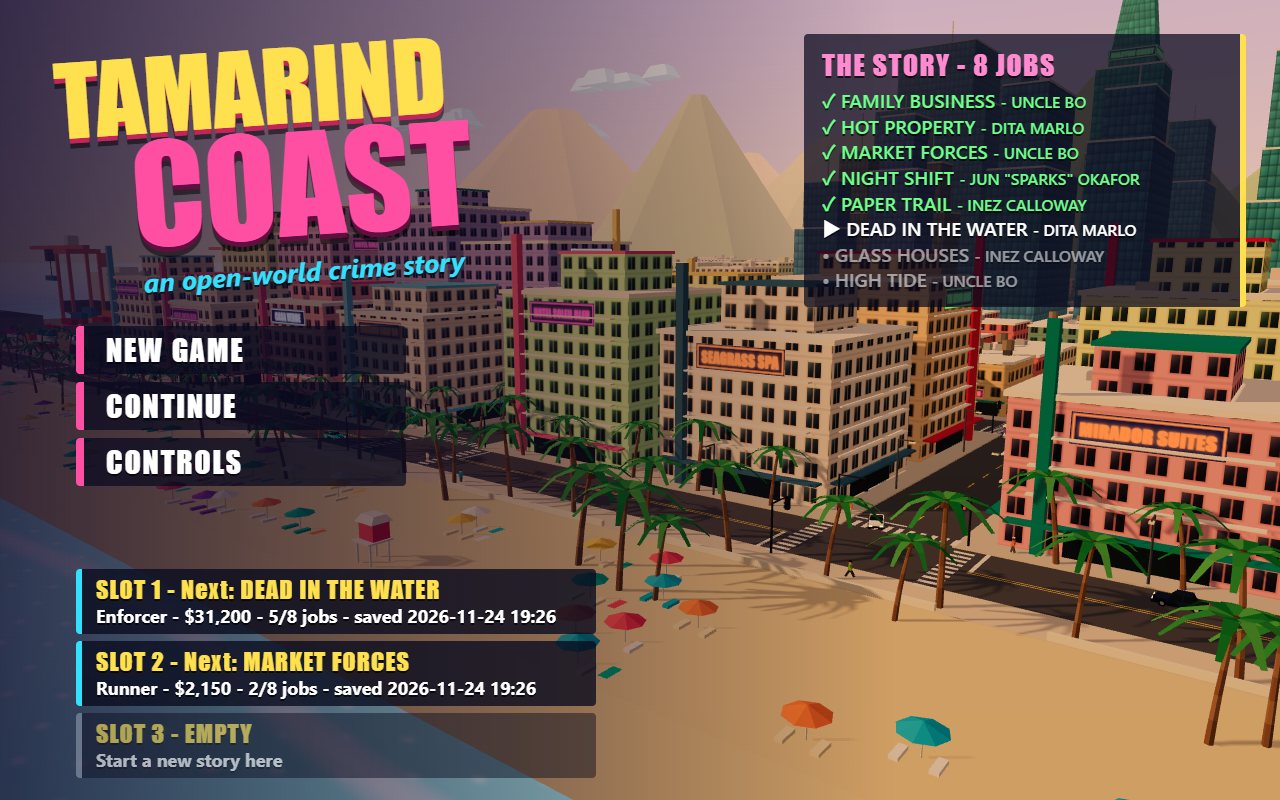 TAMARIND
COAST
an open-world crime story
NEW GAME
CONTINUE
CONTROLS
SLOT 1 - Next: DEAD IN THE WATER
Enforcer - $31,200 - 5/8 jobs - saved 2026-11-24 19:26
SLOT 2 - Next: MARKET FORCES
Runner - $2,150 - 2/8 jobs - saved 2026-11-24 19:26
SLOT 3 - EMPTY
Start a new story here
THE STORY - 8 JOBS
✓ FAMILY BUSINESS - UNCLE BO
✓ HOT PROPERTY - DITA MARLO
✓ MARKET FORCES - UNCLE BO
✓ NIGHT SHIFT - JUN "SPARKS" OKAFOR
✓ PAPER TRAIL - INEZ CALLOWAY
▶ DEAD IN THE WATER - DITA MARLO
• GLASS HOUSES - INEZ CALLOWAY
• HIGH TIDE - UNCLE BO
SEAGRASS SPA
MIRADOR SUITES